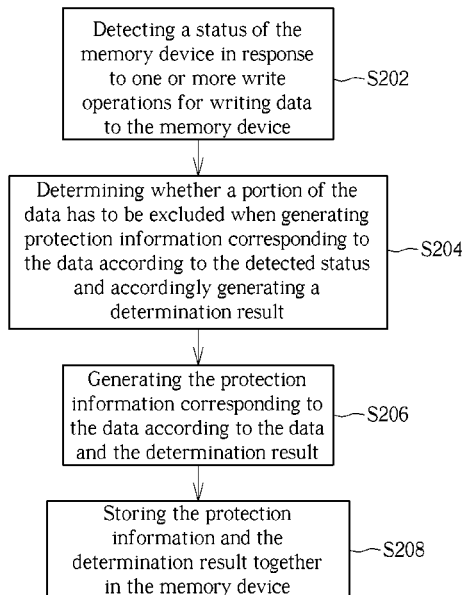 Detecting a status of the
memory device in response
to one or more write
operations for writing data
to the memory device
S202
Determining whether a portion of the
data has to be excluded when generating
protection information corresponding to
the data according to the detected status
and accordingly generating a
determination result
S204
Generating the protection
information corresponding to
the data according to the data
and the determination result
S206
Storing the protection
information and the
determination result together
in the memory device
S208